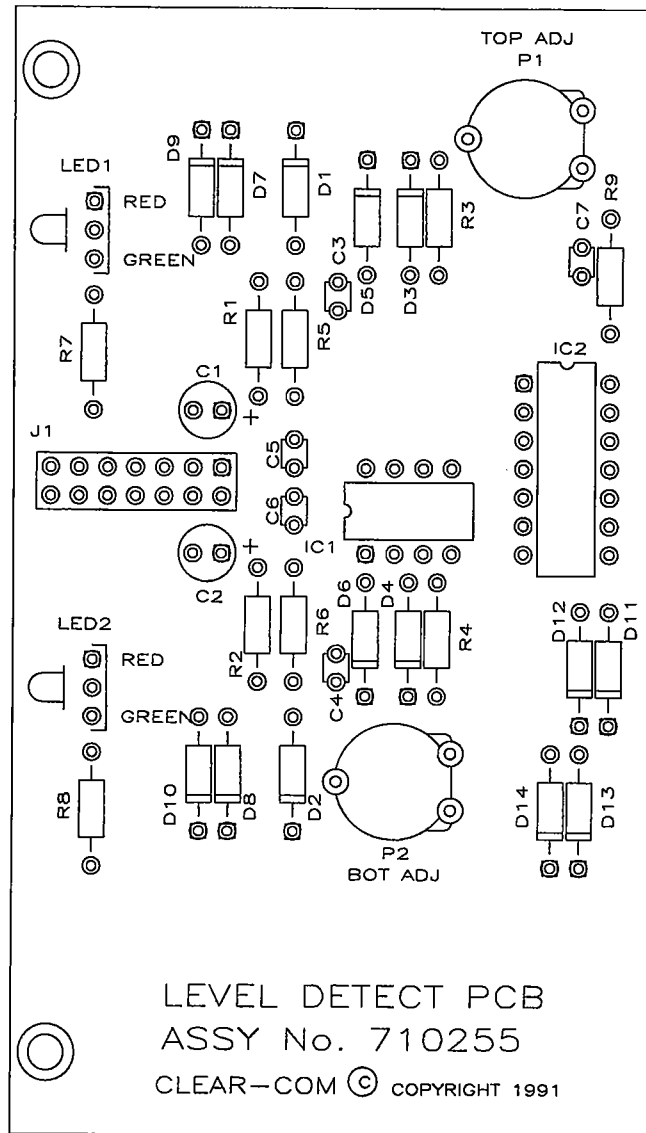 TOP ADJ
P1
D9
D7
D1
LED1
RED
GREEN
C3
D5
D3
R3
C7
R9
R7
R1
R5
IC2
C1
+
J1
C5
C6
IC1
C2
+
D6
D4
D12
D11
LED2
R2
R6
R4
RED
C4
GREEN
R8
D10
D8
D2
D14
D13
P2
BOT ADJ
LEVEL DETECT PCB
ASSY No. 710255
CLEAR-COM © COPYRIGHT 1991